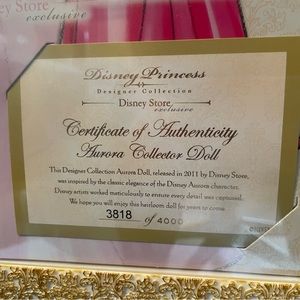 Disney Store
exclusive
Disney Princess
Designer Collection
Disney Store
exclusive
Certificate of Authenticity
Aurora Collector Doll
This Designer Collection Aurora Doll, released in 2011 by Disney Store,
was inspired by the classic elegance of the Disney Aurora character.
Disney artists worked meticulously to ensure every detail was captured.
We hope you will enjoy this heirloom doll for years to come.
3818 of 4000